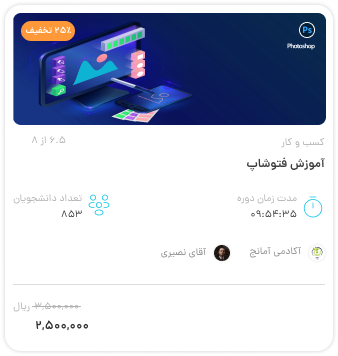 ۲۵٪ تخفیف
Ps
Photoshop
کسب و کار
۶.۵ از ۸
آموزش فتوشاپ
مدت زمان دوره
۰۹:۵۴:۳۵
تعداد دانشجویان
۸۵۳
آکادمی آمانج
آقای نصیری
۳,۵۰۰,۰۰۰ ریال
۲,۵۰۰,۰۰۰